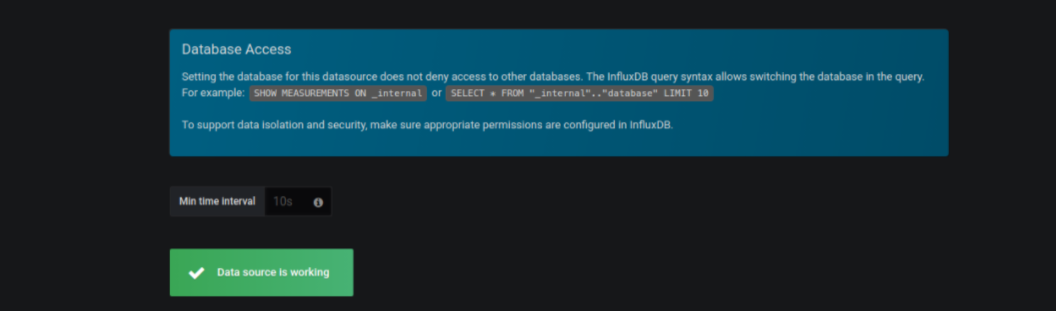 Database Access
Setting the database for this datasource does not deny access to other databases. The InfluxDB query syntax allows switching the database in the query.
For example: SHOW MEASUREMENTS ON _internal or SELECT * FROM "_internal".."database" LIMIT 10
To support data isolation and security, make sure appropriate permissions are configured in InfluxDB.
Min time interval 10s
Data source is working